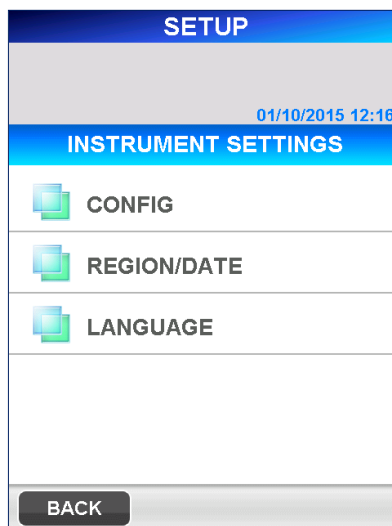 SETUP
01/10/2015 12:16
INSTRUMENT SETTINGS
CONFIG
REGION/DATE
LANGUAGE
BACK